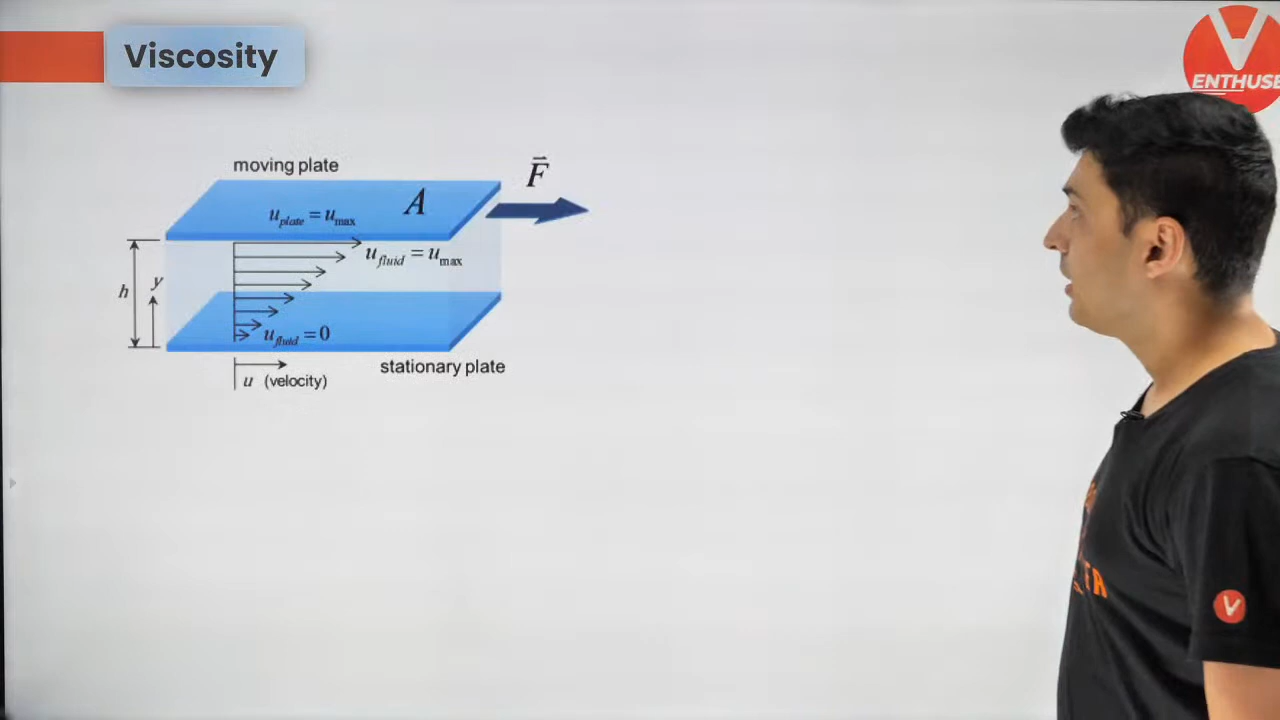 Viscosity
ENTHUSE
moving plate
F⃗
A
u_plate = u_max
u_fluid = u_max
h
y
u_fluid = 0
stationary plate
u (velocity)
V